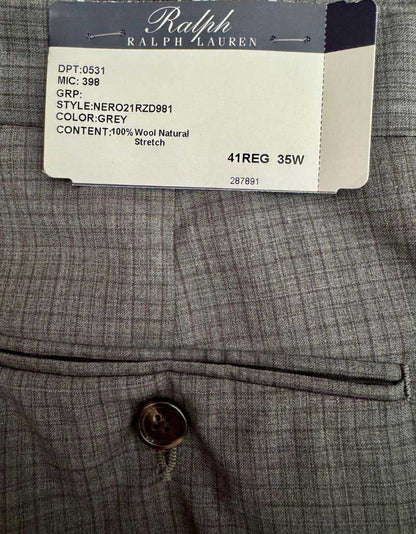 Ralph
RALPH LAUREN
DPT:0531
MIC: 398
GRP:
STYLE:NERO21RZD981
COLOR:GREY
CONTENT:100% Wool Natural
Stretch
41REG 35W
287891